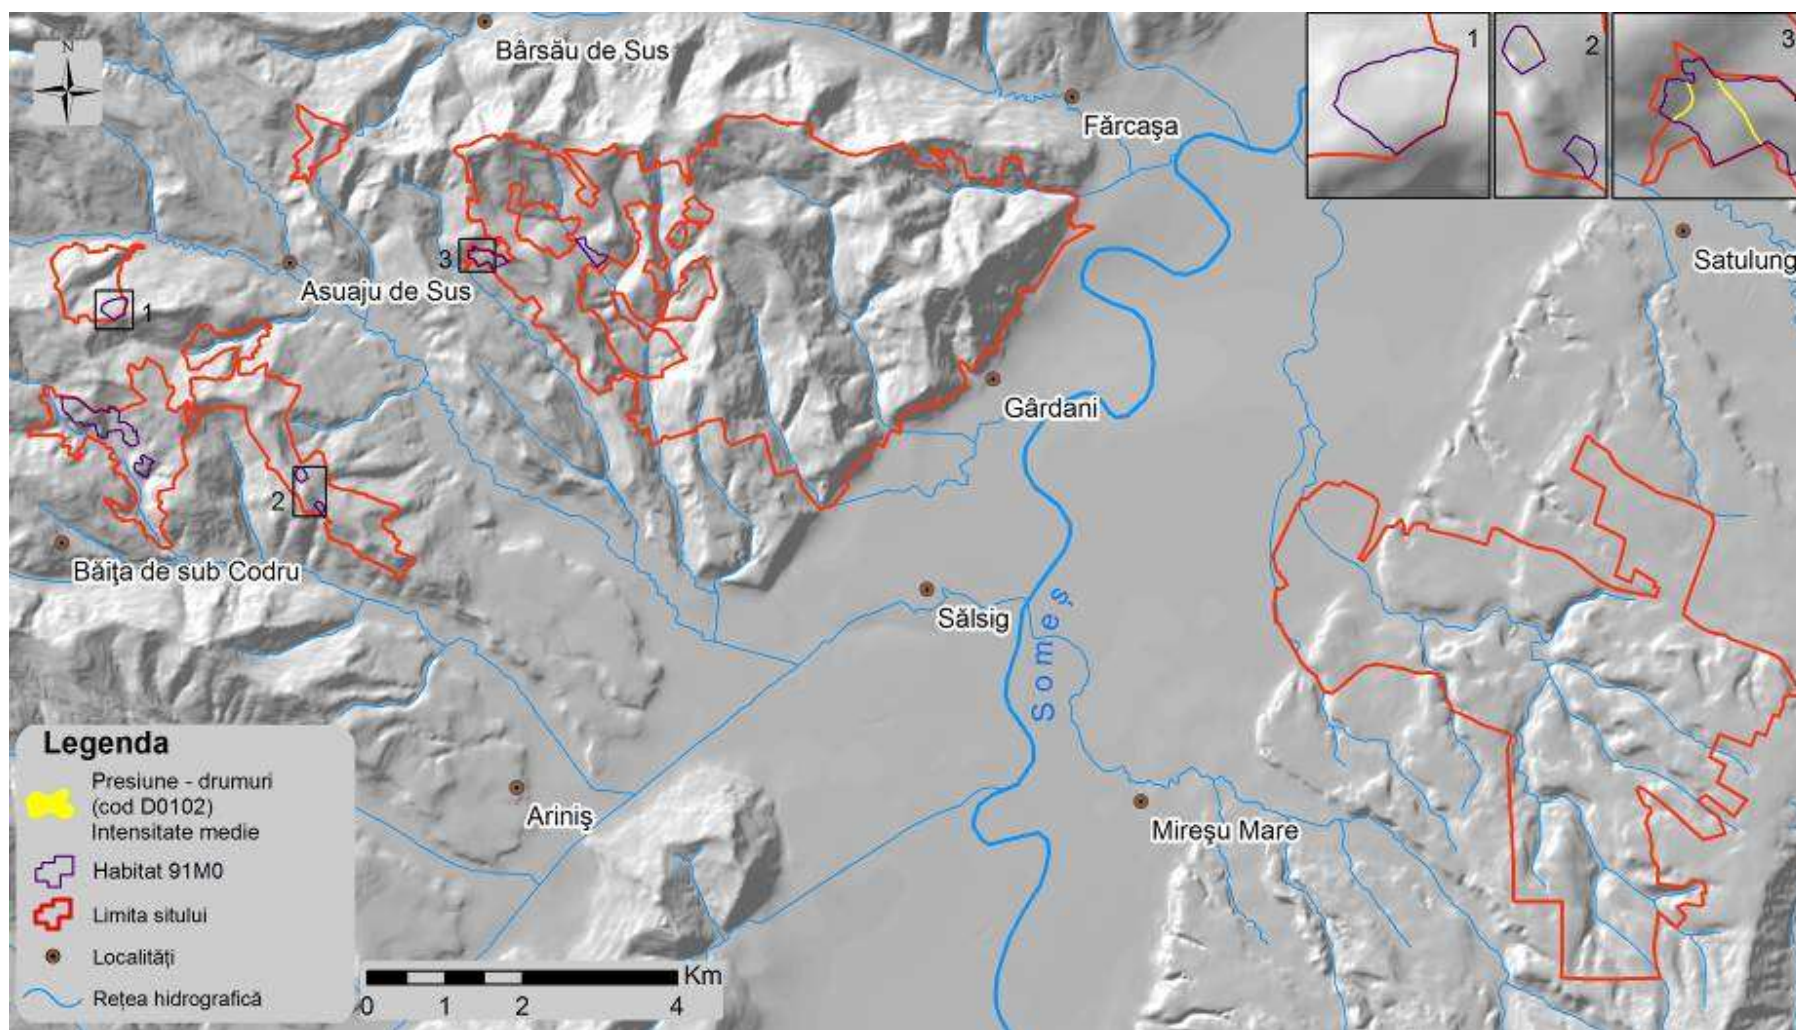 N
Bârsău de Sus
Fărcaşa
1
2
3
Satulung
3
Asuaju de Sus
1
Gârdani
2
Băiţa de sub Codru
Sălsig
Someş
Legenda
Presiune - drumuri
(cod D0102)
Intensitate medie
Habitat 91M0
Limita sitului
Localități
Rețea hidrografică
Ariniş
Mireşu Mare
Km
0 1 2 4